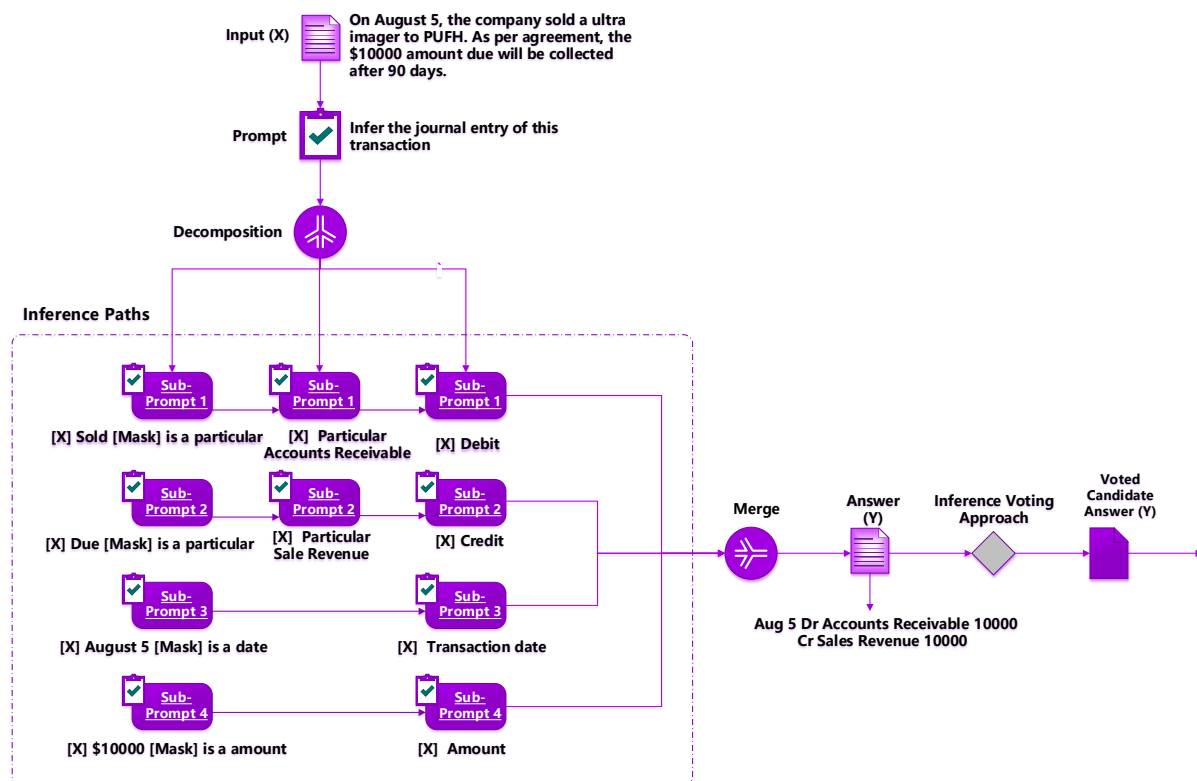 Input (X)
On August 5, the company sold a ultra
imager to PUFH. As per agreement, the
$10000 amount due will be collected
after 90 days.
Prompt
Infer the journal entry of this
transaction
Decomposition
Inference Paths
Sub-
Prompt 1
Sub-
Prompt 1
Sub-
Prompt 1
[X] Sold [Mask] is a particular
[X] Particular
Accounts Receivable
[X] Debit
Sub-
Prompt 2
Sub-
Prompt 2
Sub-
Prompt 2
[X] Due [Mask] is a particular
[X] Particular
Sale Revenue
[X] Credit
Sub-
Prompt 3
Sub-
Prompt 3
[X] August 5 [Mask] is a date
[X] Transaction date
Sub-
Prompt 4
Sub-
Prompt 4
[X] $10000 [Mask] is a amount
[X] Amount
Merge
Answer
(Y)
Inference Voting
Approach
Voted
Candidate
Answer (Y)
Aug 5 Dr Accounts Receivable 10000
Cr Sales Revenue 10000